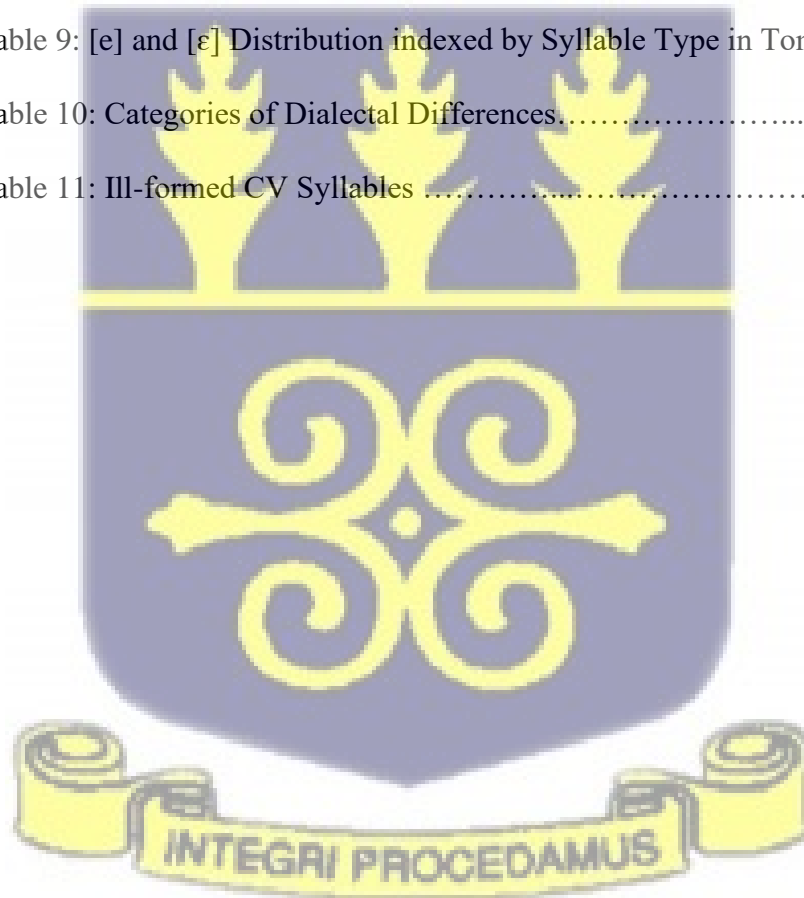 able 9: [e] and [ɛ] Distribution indexed by Syllable Type in Tor
able 10: Categories of Dialectal Differences…………………...
able 11: Ill-formed CV Syllables …………...……………………
INTEGRI PROCEDAMUS